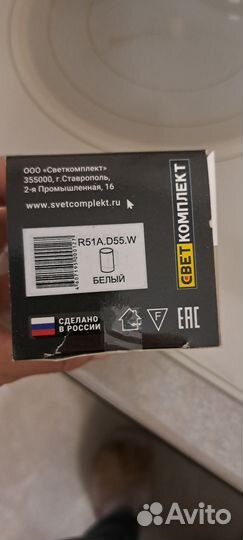 ООО «Светкомплект»
355000, г.Ставрополь,
2-я Промышленная, 16
www.svetcomplekt.ru
СВЕТКОМПЛЕКТ
R51A.D55.W
БЕЛЫЙ
СДЕЛАНО
В РОССИИ
F
EAC
Avito